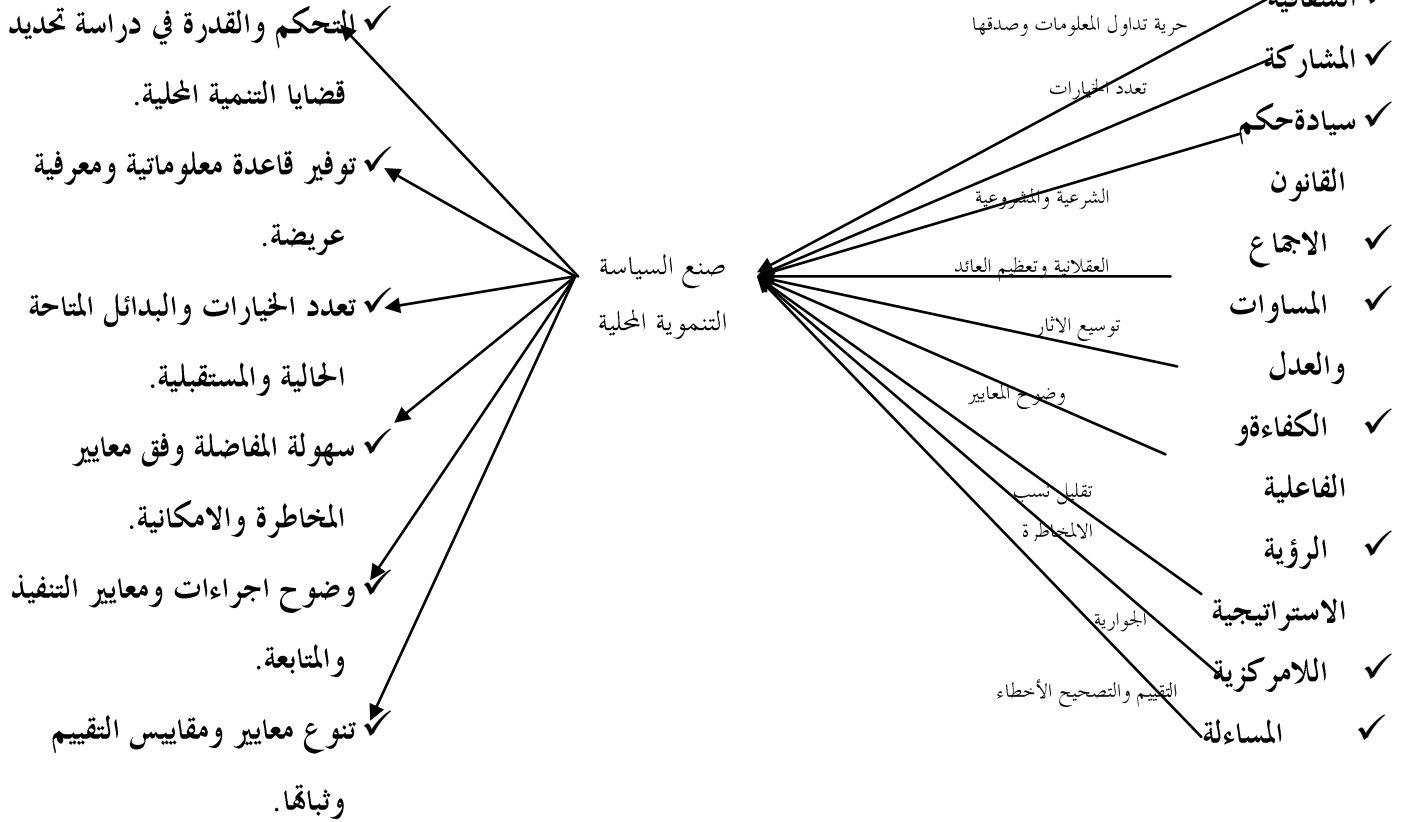 الشفافية
المشاركة
سيادةحكم
القانون
الاجماع
المساوات
والعدل
الكفاءةو
الفاعلية
الرؤية
الاستراتيجية
اللامركزية
المساءلة
حرية تداول المعلومات وصدقها
تعدد الخيارات
الشرعية والمشروعية
العقلانية وتعظيم العائد
توسيع الاثار
وضوح المعايير
تقليل نسب
الالمخاطرة
الجوارية
التقييم والتصحيح الأخطاء
صنع السياسة
التنموية المحلية
التحكم والقدرة في دراسة تحديد
قضايا التنمية المحلية.
توفير قاعدة معلوماتية ومعرفية
عريضة.
تعدد الخيارات والبدائل المتاحة
الحالية والمستقبلية.
سهولة المفاضلة وفق معايير
المخاطرة والامكانية.
وضوح اجراءات ومعايير التنفيذ
والمتابعة.
تنوع معايير ومقاييس التقييم
وثباتها.